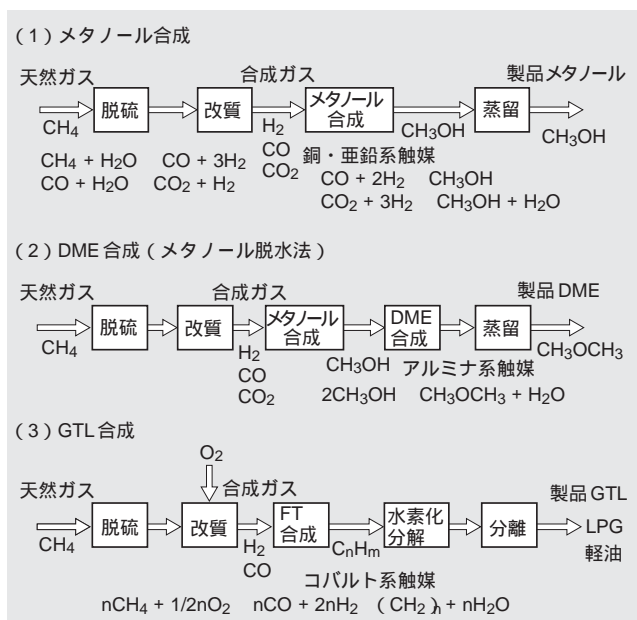 （1）メタノール合成
天然ガス 合成ガス 製品メタノール
脱硫 改質 メタノール合成 蒸留
CH4 H2 CO CO2 CH3OH CH3OH
銅・亜鉛系触媒
CH4 + H2O CO + 3H2
CO + H2O CO2 + H2
CO + 2H2 CH3OH
CO2 + 3H2 CH3OH + H2O
（2）DME合成（メタノール脱水法）
天然ガス 合成ガス 製品DME
脱硫 改質 メタノール合成 DME合成 蒸留
CH4 H2 CO CO2 CH3OH CH3OCH3
アルミナ系触媒
2CH3OH CH3OCH3 + H2O
（3）GTL合成
O2
天然ガス 合成ガス 製品GTL
脱硫 改質 FT合成 水素化分解 分離 LPG
CH4 H2 CO CnHm 軽油
コバルト系触媒
nCH4 + 1/2nO2 nCO + 2nH2 （CH2）n + nH2O